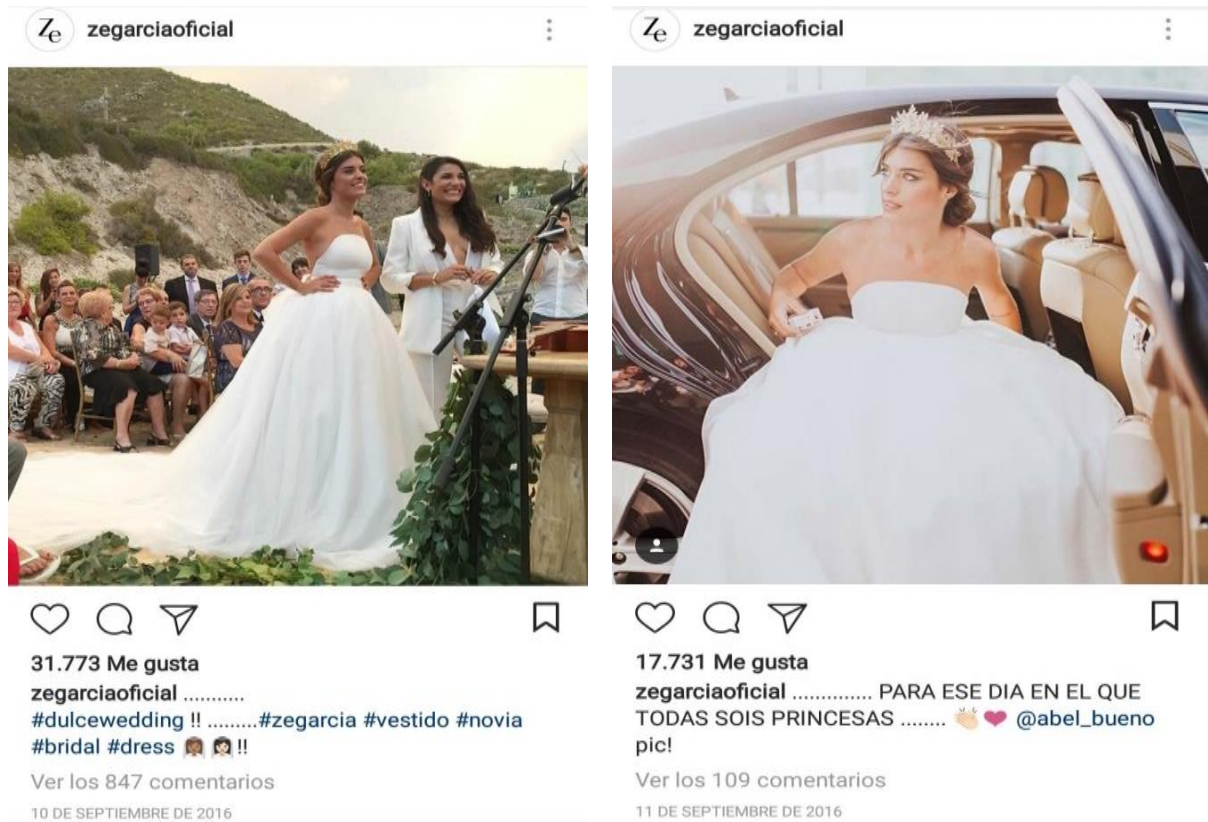 Ze zegarciaoficial
31.773 Me gusta
zegarciaoficial ...........
#dulcewedding !! .........#zegarcia #vestido #novia
#bridal #dress 👰🏽 👰🏻 !!
Ver los 847 comentarios
10 DE SEPTIEMBRE DE 2016
Ze zegarciaoficial
17.731 Me gusta
zegarciaoficial .............. PARA ESE DIA EN EL QUE
TODAS SOIS PRINCESAS ........ 👏🏻 💖 @abel_bueno
pic!
Ver los 109 comentarios
11 DE SEPTIEMBRE DE 2016